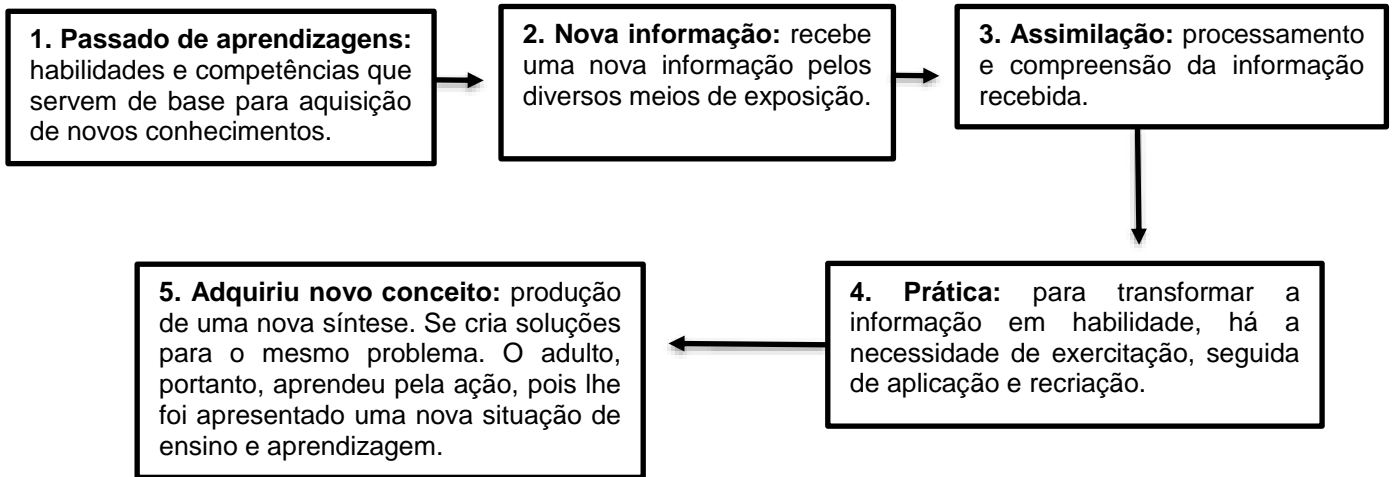 1. Passado de aprendizagens:
habilidades e competências que
servem de base para aquisição
de novos conhecimentos.
2. Nova informação: recebe
uma nova informação pelos
diversos meios de exposição.
3. Assimilação: processamento
e compreensão da informação
recebida.
4. Prática: para transformar a
informação em habilidade, há a
necessidade de exercitação, seguida
de aplicação e recriação.
5. Adquiriu novo conceito: produção
de uma nova síntese. Se cria soluções
para o mesmo problema. O adulto,
portanto, aprendeu pela ação, pois lhe
foi apresentado uma nova situação de
ensino e aprendizagem.